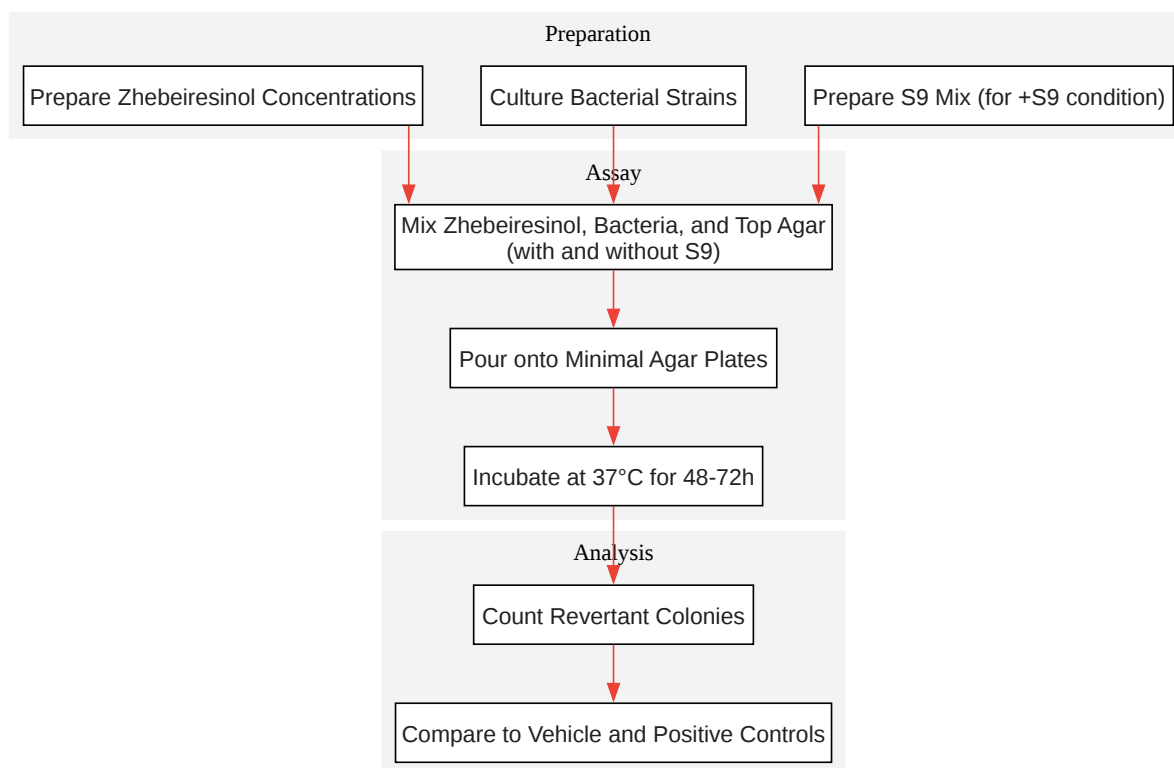 Preparation
Prepare Zhebeiresinol Concentrations
Culture Bacterial Strains
Prepare S9 Mix (for +S9 condition)
Assay
Mix Zhebeiresinol, Bacteria, and Top Agar
(with and without S9)
Pour onto Minimal Agar Plates
Incubate at 37°C for 48-72h
Analysis
Count Revertant Colonies
Compare to Vehicle and Positive Controls